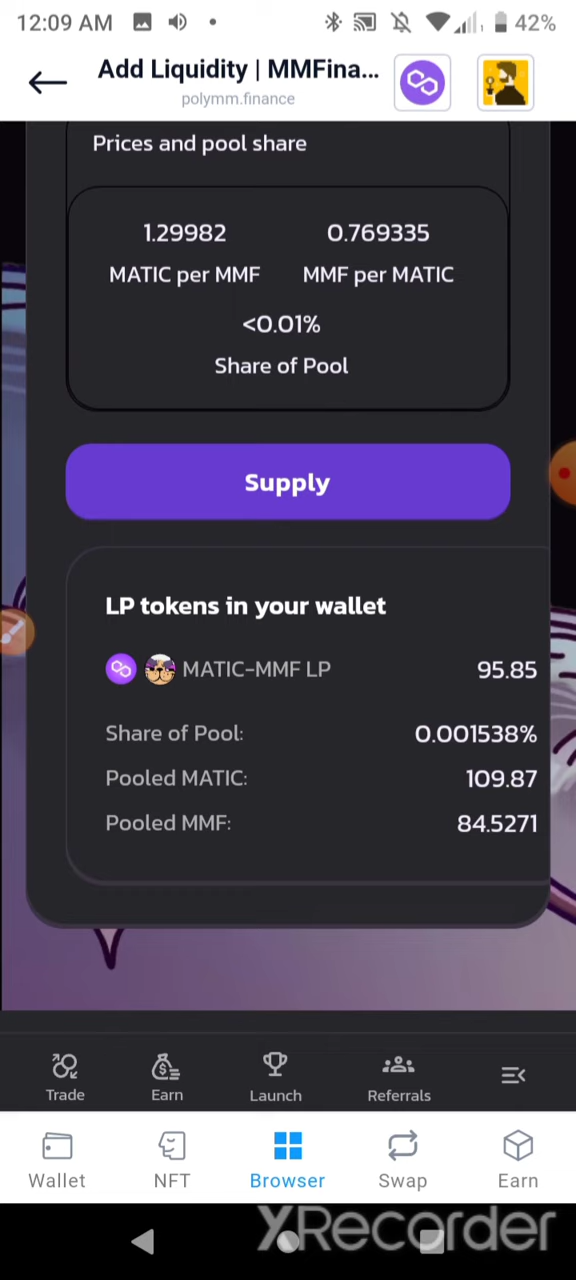 12:09 AM
42%
Add Liquidity | MMFina...
polymm.finance
Prices and pool share
1.29982 0.769335
MATIC per MMF MMF per MATIC
<0.01%
Share of Pool
Supply
LP tokens in your wallet
MATIC-MMF LP 95.85
Share of Pool: 0.001538%
Pooled MATIC: 109.87
Pooled MMF: 84.5271
Trade Earn Launch Referrals
Wallet NFT Browser Swap Earn
XRecorder